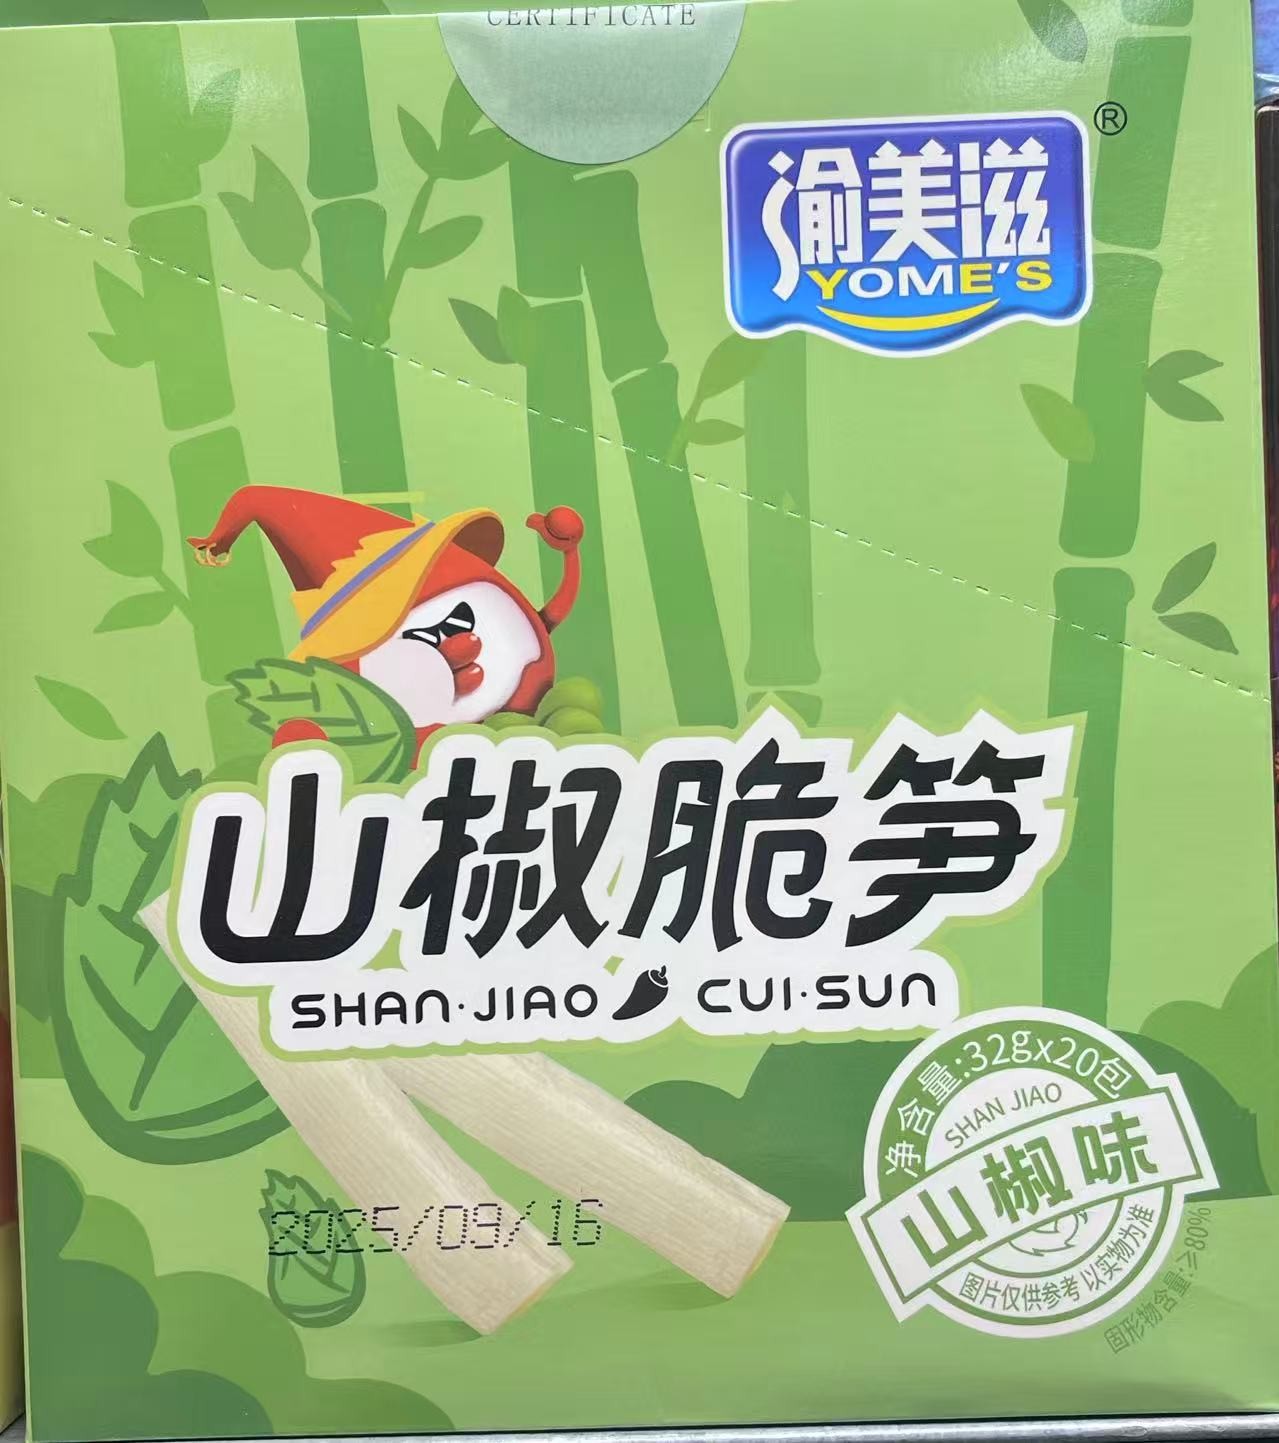 CERTIFICATE
渝美滋
YOME'S
®
山椒脆笋
SHAN·JIAO CUI·SUN
净含量:32gx20包
SHAN JIAO
山椒味
图片仅供参考 以实物为准
固形物含量:≥80%
2025/09/16